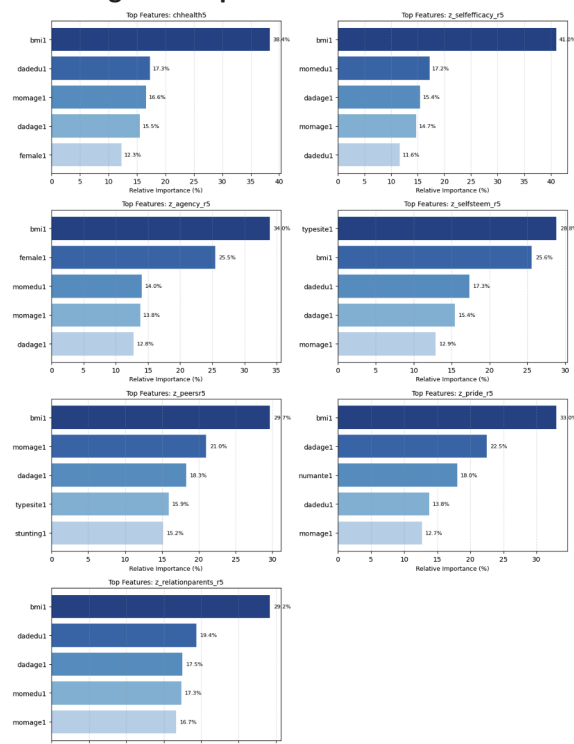 Top Features: chhealth5
bmi1 38.4%
dadedu1 17.3%
momage1 16.6%
dadage1 15.5%
female1 12.3%
0 5 10 15 20 25 30 35 40
Relative Importance (%)
Top Features: z_selfefficacy_r5
bmi1
momedu1 17.2%
dadage1 15.4%
momage1 14.7%
dadedu1 11.6%
0 5 10 15 20 25 30 35 40
Relative Importance (%)
Top Features: z_agency_r5
bmi1 34.0%
female1 25.5%
momedu1 14.0%
momage1 13.8%
dadage1 12.8%
0 5 10 15 20 25 30 35
Relative Importance (%)
Top Features: z_selfsteem_r5
typesite1 28.8%
bmi1 25.6%
dadedu1 17.3%
dadage1 15.4%
momage1 12.9%
0 5 10 15 20 25 30
Relative Importance (%)
Top Features: z_peersr5
bmi1 29.7%
momage1 21.0%
dadage1 18.3%
typesite1 15.9%
stunting1 15.2%
0 5 10 15 20 25 30
Relative Importance (%)
Top Features: z_pride_r5
bmi1 33.0%
dadage1 22.5%
numante1 18.0%
dadedu1 13.8%
momage1 12.7%
0 5 10 15 20 25 30
Relative Importance (%)
Top Features: z_relationparents_r5
bmi1 29.2%
dadedu1 19.4%
dadage1 17.5%
momedu1 17.3%
momage1 16.7%